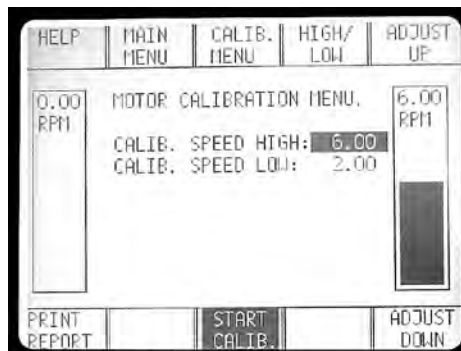 HELP
MAIN
MENU
CALIB.
MENU
HIGH/
LOW
ADJUST
UP
0.00
RPM
MOTOR CALIBRATION MENU.
CALIB. SPEED HIGH: 6.00
CALIB. SPEED LOW: 2.00
6.00
RPM
PRINT
REPORT
START
CALIB.
ADJUST
DOWN